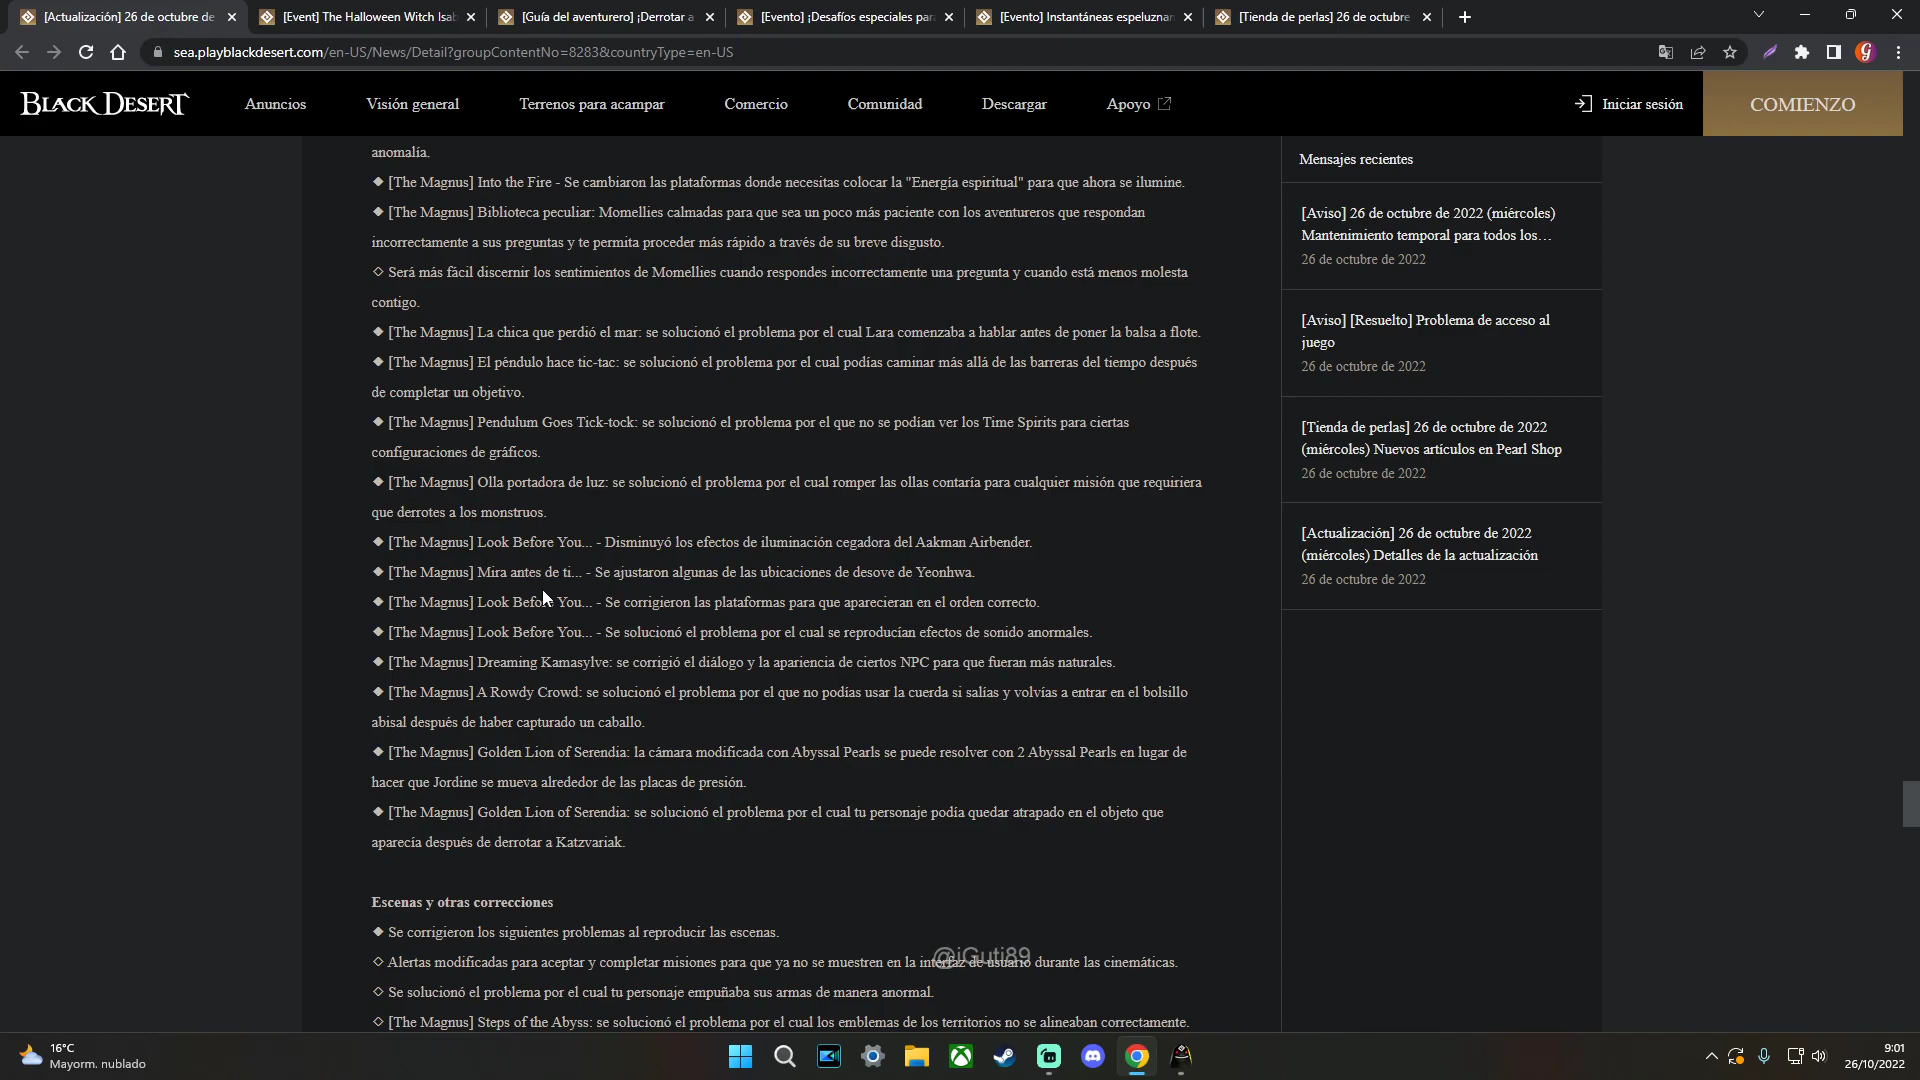 [Actualización] 26 de octubre de
[Event] The Halloween Witch Isab
[Guía del aventurero] ¡Derrotar a
[Evento] ¡Desafíos especiales par
[Evento] Instantáneas espeluznan
[Tienda de perlas] 26 de octubre
sea.playblackdesert.com/en-US/News/Detail?groupContentNo=8283&countryType=en-US
BLACK DESERT
Anuncios
Visión general
Terrenos para acampar
Comercio
Comunidad
Descargar
Apoyo
Iniciar sesión
COMIENZO
anomalía.
◆ [The Magnus] Into the Fire - Se cambiaron las plataformas donde necesitas colocar la "Energía espiritual" para que ahora se ilumine.
◆ [The Magnus] Biblioteca peculiar: Momellies calmadas para que sea un poco más paciente con los aventureros que respondan
incorrectamente a sus preguntas y te permita proceder más rápido a través de su breve disgusto.
◇ Será más fácil discernir los sentimientos de Momellies cuando respondes incorrectamente una pregunta y cuando está menos molesta
contigo.
◆ [The Magnus] La chica que perdió el mar: se solucionó el problema por el cual Lara comenzaba a hablar antes de poner la balsa a flote.
◆ [The Magnus] El péndulo hace tic-tac: se solucionó el problema por el cual podías caminar más allá de las barreras del tiempo después
de completar un objetivo.
◆ [The Magnus] Pendulum Goes Tick-tock: se solucionó el problema por el que no se podían ver los Time Spirits para ciertas
configuraciones de gráficos.
◆ [The Magnus] Olla portadora de luz: se solucionó el problema por el cual romper las ollas contaría para cualquier misión que requiriera
que derrotes a los monstruos.
◆ [The Magnus] Look Before You... - Disminuyó los efectos de iluminación cegadora del Aakman Airbender.
◆ [The Magnus] Mira antes de ti... - Se ajustaron algunas de las ubicaciones de desove de Yeonhwa.
◆ [The Magnus] Look Before You... - Se corrigieron las plataformas para que aparecieran en el orden correcto.
◆ [The Magnus] Look Before You... - Se solucionó el problema por el cual se reproducían efectos de sonido anormales.
◆ [The Magnus] Dreaming Kamasylve: se corrigió el diálogo y la apariencia de ciertos NPC para que fueran más naturales.
◆ [The Magnus] A Rowdy Crowd: se solucionó el problema por el que no podías usar la cuerda si salías y volvías a entrar en el bolsillo
abisal después de haber capturado un caballo.
◆ [The Magnus] Golden Lion of Serendia: la cámara modificada con Abyssal Pearls se puede resolver con 2 Abyssal Pearls en lugar de
hacer que Jordine se mueva alrededor de las placas de presión.
◆ [The Magnus] Golden Lion of Serendia: se solucionó el problema por el cual tu personaje podía quedar atrapado en el objeto que
aparecía después de derrotar a Katzvariak.
Escenas y otras correcciones
◆ Se corrigieron los siguientes problemas al reproducir las escenas.
◇ Alertas modificadas para aceptar y completar misiones para que ya no se muestren en la interfaz de usuario durante las cinemáticas.
◇ Se solucionó el problema por el cual tu personaje empuñaba sus armas de manera anormal.
◇ [The Magnus] Steps of the Abyss: se solucionó el problema por el cual los emblemas de los territorios no se alineaban correctamente.
@iGuti89
Mensajes recientes
[Aviso] 26 de octubre de 2022 (miércoles)
Mantenimiento temporal para todos los...
26 de octubre de 2022
[Aviso] [Resuelto] Problema de acceso al
juego
26 de octubre de 2022
[Tienda de perlas] 26 de octubre de 2022
(miércoles) Nuevos artículos en Pearl Shop
26 de octubre de 2022
[Actualización] 26 de octubre de 2022
(miércoles) Detalles de la actualización
26 de octubre de 2022
16°C
Mayorm. nublado
9:01
26/10/2022